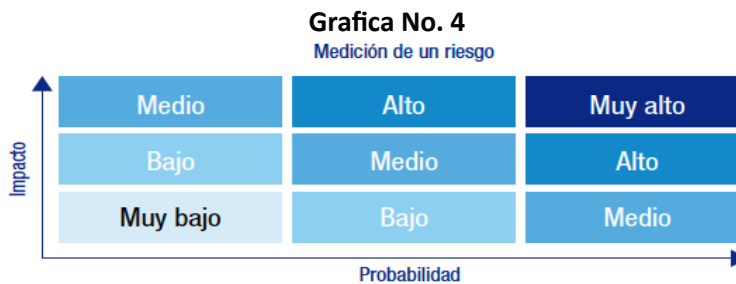 Grafica No. 4
Medición de un riesgo
Impacto
Medio Alto Muy alto
Bajo Medio Alto
Muy bajo Bajo Medio
Probabilidad